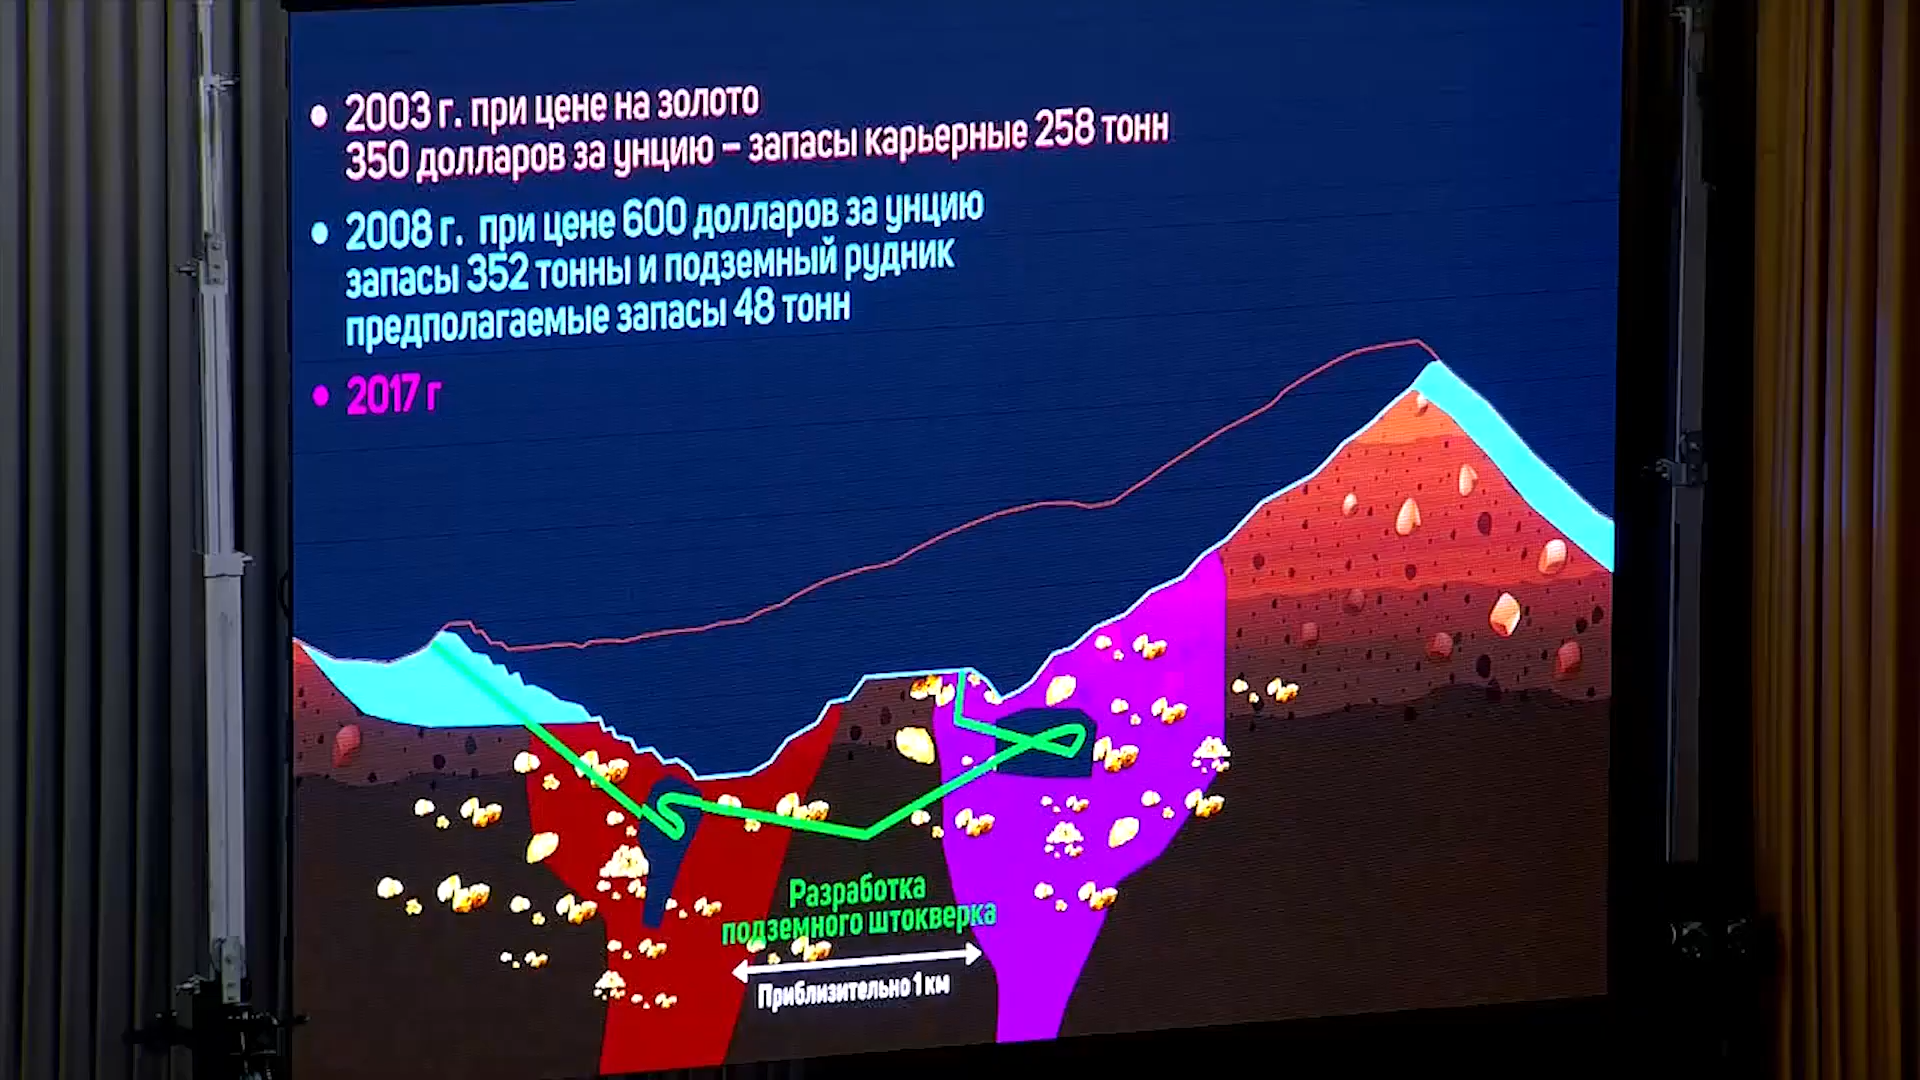 • 2003 г. при цене на золото
350 долларов за унцию – запасы карьерные 258 тонн
• 2008 г. при цене 600 долларов за унцию
запасы 352 тонны и подземный рудник
предполагаемые запасы 48 тонн
• 2017 г
Разработка
подземного штокверка
Приблизительно 1 км